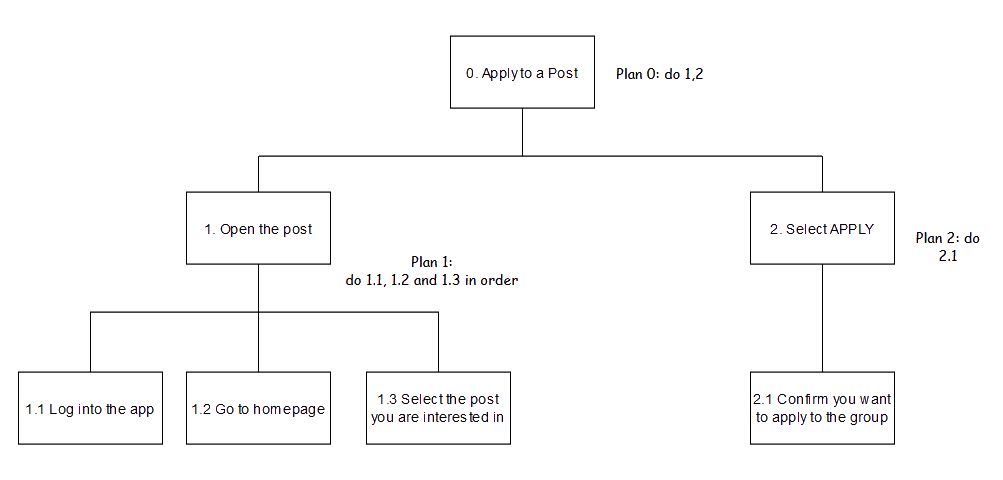 0. Apply to a Post
Plan 0: do 1,2
1. Open the post
2. Select APPLY
Plan 2: do
2.1
Plan 1:
do 1.1, 1.2 and 1.3 in order
1.1 Log into the app
1.2 Go to homepage
1.3 Select the post
you are interested in
2.1 Confirm you want
to apply to the group